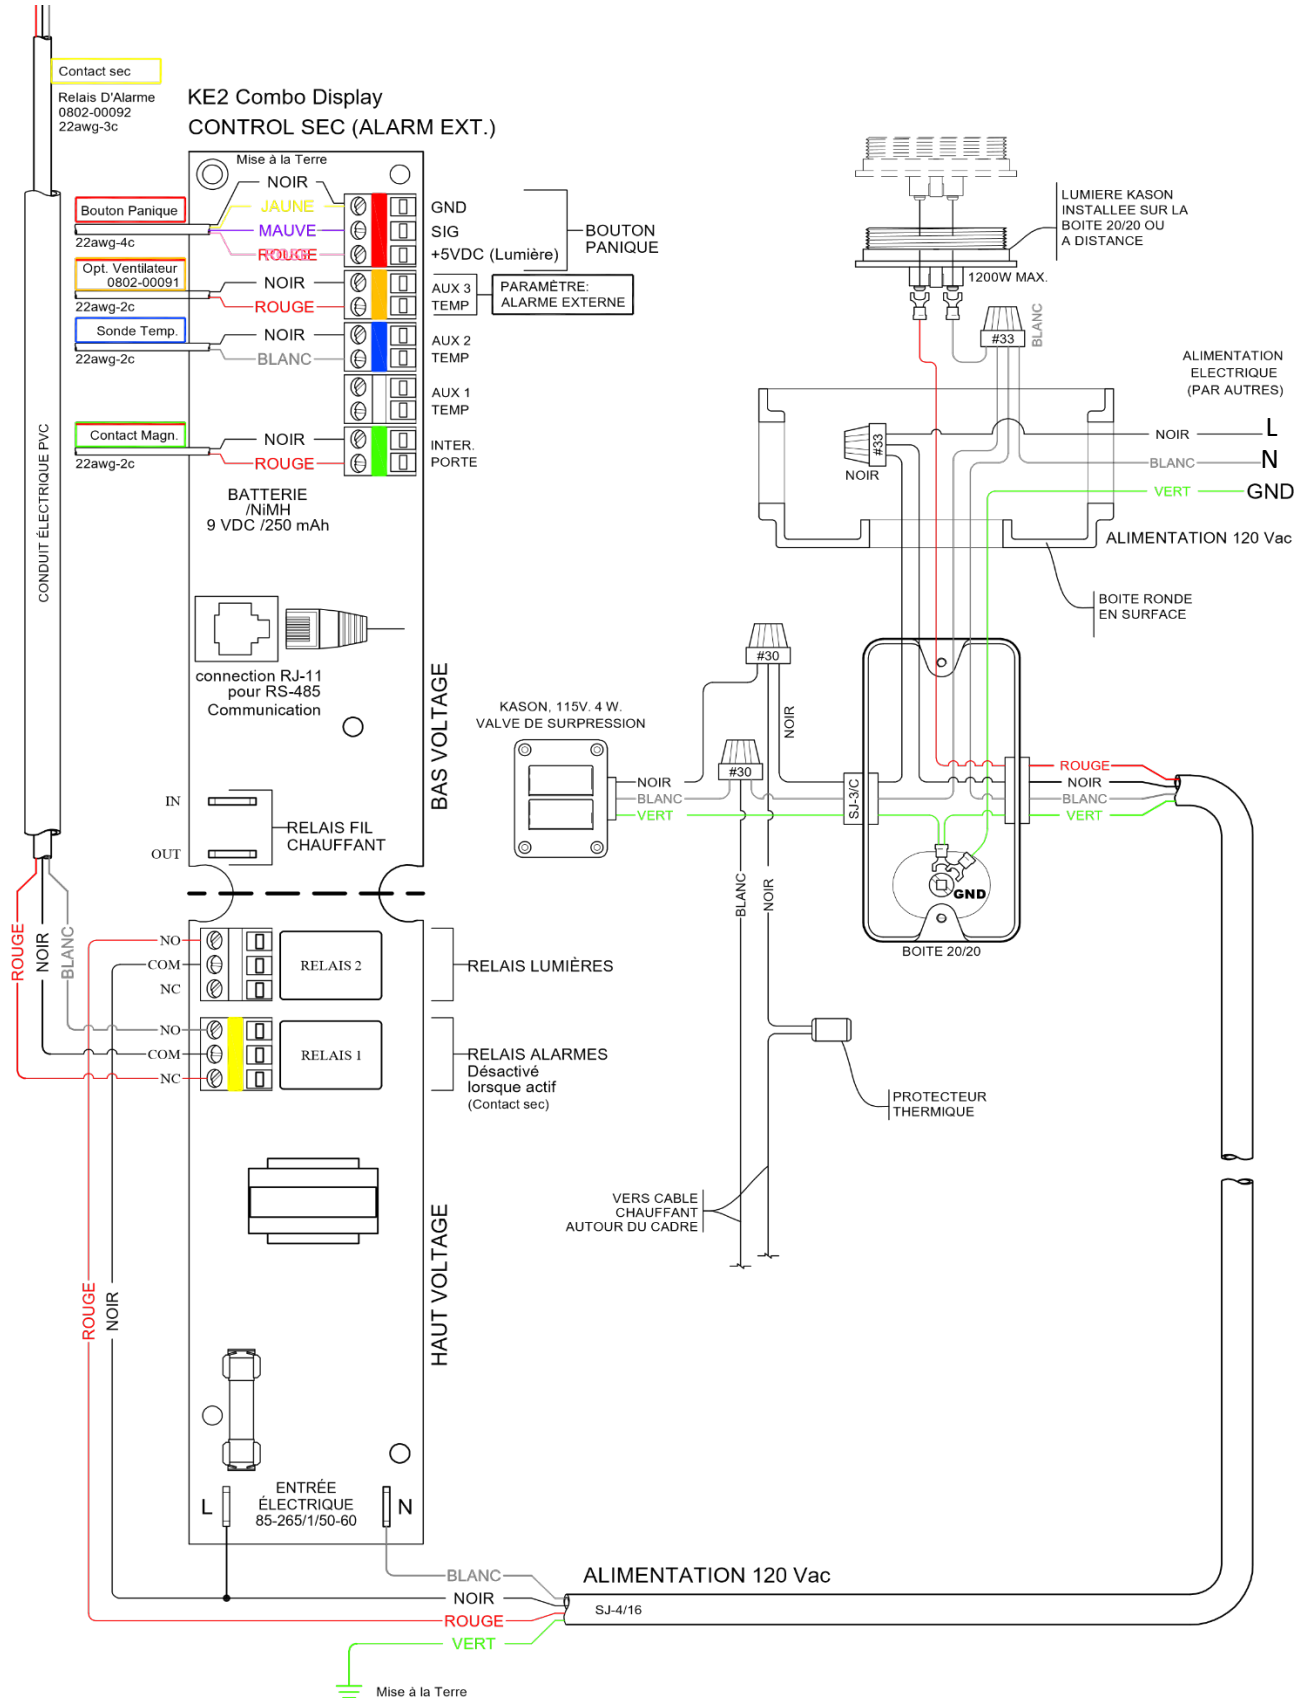 Contact sec
Relais D'Alarme
0802-00092
22awg-3c
KE2 Combo Display
CONTROL SEC (ALARM EXT.)
Mise à la Terre
NOIR
JAUNE
MAUVE
ROUGE
Bouton Panique
22awg-4c
GND
SIG
+5VDC (Lumière)
BOUTON
PANIQUE
Opt. Ventilateur
0802-00091
22awg-2c
NOIR
ROUGE
AUX 3
TEMP
PARAMÈTRE:
ALARME EXTERNE
Sonde Temp.
22awg-2c
NOIR
BLANC
AUX 2
TEMP
AUX 1
TEMP
Contact Magn.
22awg-2c
NOIR
ROUGE
INTER.
PORTE
BATTERIE
/NiMH
9 VDC /250 mAh
CONDUIT ÉLECTRIQUE PVC
connection RJ-11
pour RS-485
Communication
BAS VOLTAGE
IN
OUT
RELAIS FIL
CHAUFFANT
ROUGE
NOIR
BLANC
NO
COM
NC
RELAIS 2
RELAIS LUMIÈRES
NO
COM
NC
RELAIS 1
RELAIS ALARMES
Désactivé
lorsque actif
(Contact sec)
HAUT VOLTAGE
ROUGE
NOIR
L
ENTRÉE
ÉLECTRIQUE
85-265/1/50-60
N
BLANC
NOIR
ROUGE
VERT
ALIMENTATION 120 Vac
SJ-4/16
Mise à la Terre
LUMIERE KASON
INSTALLEE SUR LA
BOITE 20/20 OU
A DISTANCE
1200W MAX.
#33
BLANC
ALIMENTATION
ELECTRIQUE
(PAR AUTRES)
#33
NOIR
NOIR
L
BLANC
N
VERT
GND
ALIMENTATION 120 Vac
BOITE RONDE
EN SURFACE
#30
NOIR
KASON, 115V. 4 W.
VALVE DE SURPRESSION
#30
NOIR
BLANC
VERT
SJ-3/C
ROUGE
NOIR
BLANC
VERT
GND
BOITE 20/20
BLANC
NOIR
PROTECTEUR
THERMIQUE
VERS CABLE
CHAUFFANT
AUTOUR DU CADRE